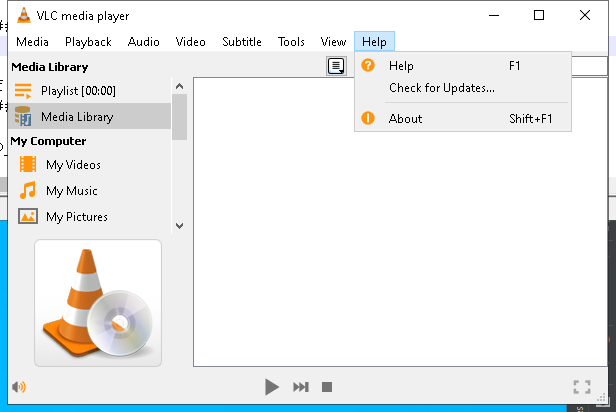 VLC media player
Media Playback Audio Video Subtitle Tools View Help
Media Library
Playlist [00:00]
Media Library
My Computer
My Videos
My Music
My Pictures
Help F1
Check for Updates...
About Shift+F1